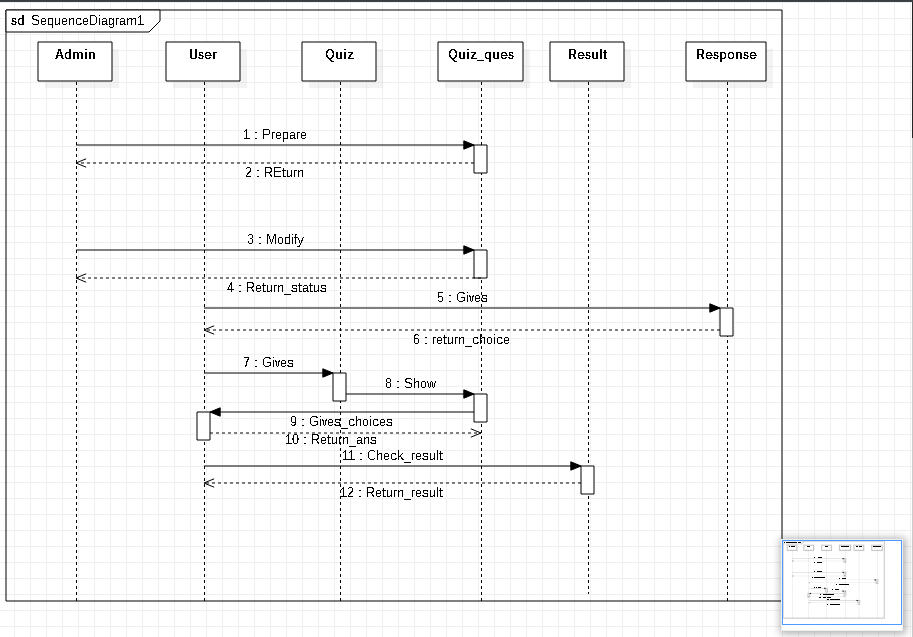 sd SequenceDiagram1
Admin User Quiz Quiz_ques Result Response
1 : Prepare
2 : REturn
3 : Modify
4 : Return_status
5 : Gives
6 : return_choice
7 : Gives
8 : Show
9 : Gives_choices
10 : Return_ans
11 : Check_result
12 : Return_result